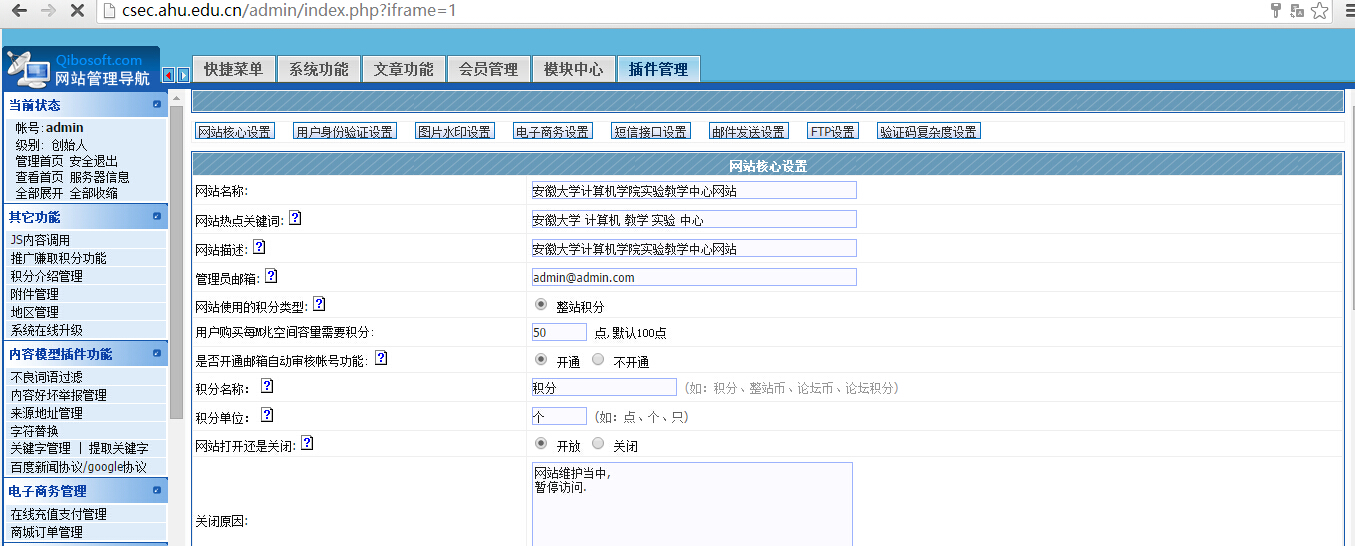 csec.ahu.edu.cn/admin/index.php?iframe=1
Qibosoft.com
网站管理导航
快捷菜单 系统功能 文章功能 会员管理 模块中心 插件管理
当前状态
帐号:admin
级别: 创始人
管理首页 安全退出
查看首页 服务器信息
全部展开 全部收缩
其它功能
JS内容调用
推广赚取积分功能
积分介绍管理
附件管理
地区管理
系统在线升级
内容模型插件功能
不良词语过滤
内容好坏举报管理
来源地址管理
字符替换
关键字管理 | 提取关键字
百度新闻协议/google协议
电子商务管理
在线充值支付管理
商城订单管理
网站核心设置 用户身份验证设置 图片水印设置 电子商务设置 短信接口设置 邮件发送设置 FTP设置 验证码复杂度设置
网站核心设置
网站名称: 安徽大学计算机学院实验教学中心网站
网站热点关键词: ? 安徽大学 计算机 教学 实验 中心
网站描述: ? 安徽大学计算机学院实验教学中心网站
管理员邮箱: ? admin@admin.com
网站使用的积分类型: ? 整站积分
用户购买每M兆空间容量需要积分: 50 点,默认100点
是否开通邮箱自动审核帐号功能: ? 开通 不开通
积分名称: ? 积分 (如: 积分、整站币、论坛币、论坛积分)
积分单位: ? 个 (如: 点、个、只)
网站打开还是关闭: ? 开放 关闭
关闭原因: 网站维护当中,
暂停访问.